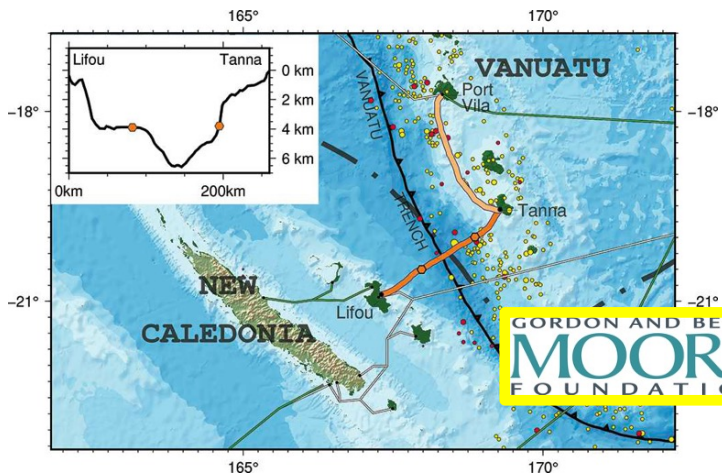 165°
170°
Lifou
Tanna
0 km
2 km
4 km
6 km
0km
200km
VANUATU
Port
Vila
VANUATU
TRENCH
–18°
–18°
Tanna
NEW
CALEDONIA
Lifou
–21°
–21°
GORDON AND BE
MOOR
FOUNDATIO
165°
170°